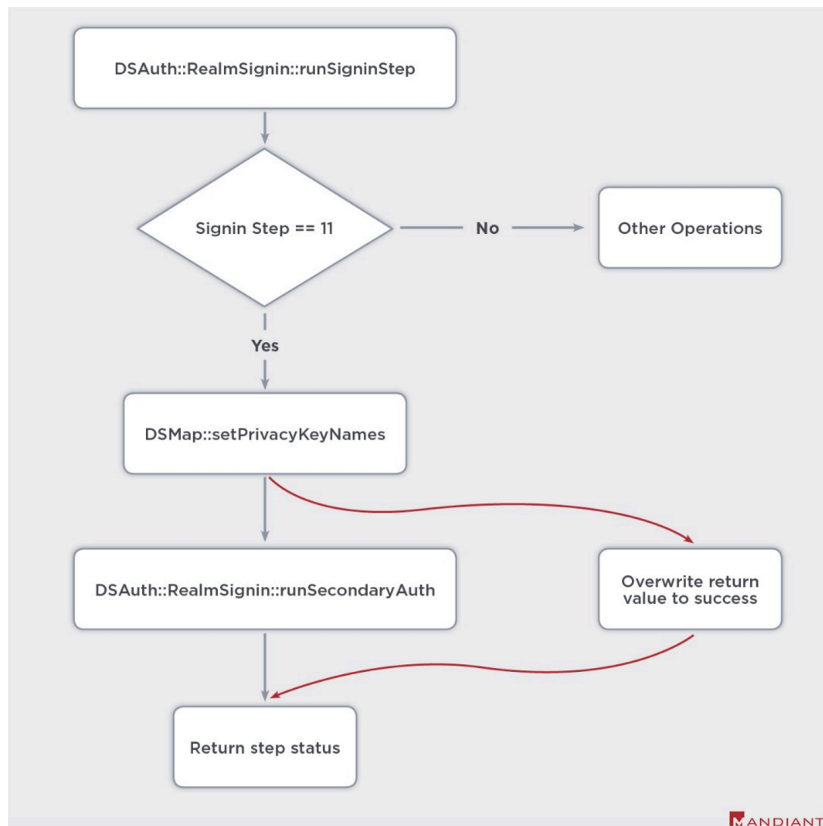 DSAuth::RealmSignin::runSigninStep
Signin Step == 11
No
Other Operations
Yes
DSMap::setPrivacyKeyNames
DSAuth::RealmSignin::runSecondaryAuth
Overwrite return
value to success
Return step status
MANDIANT